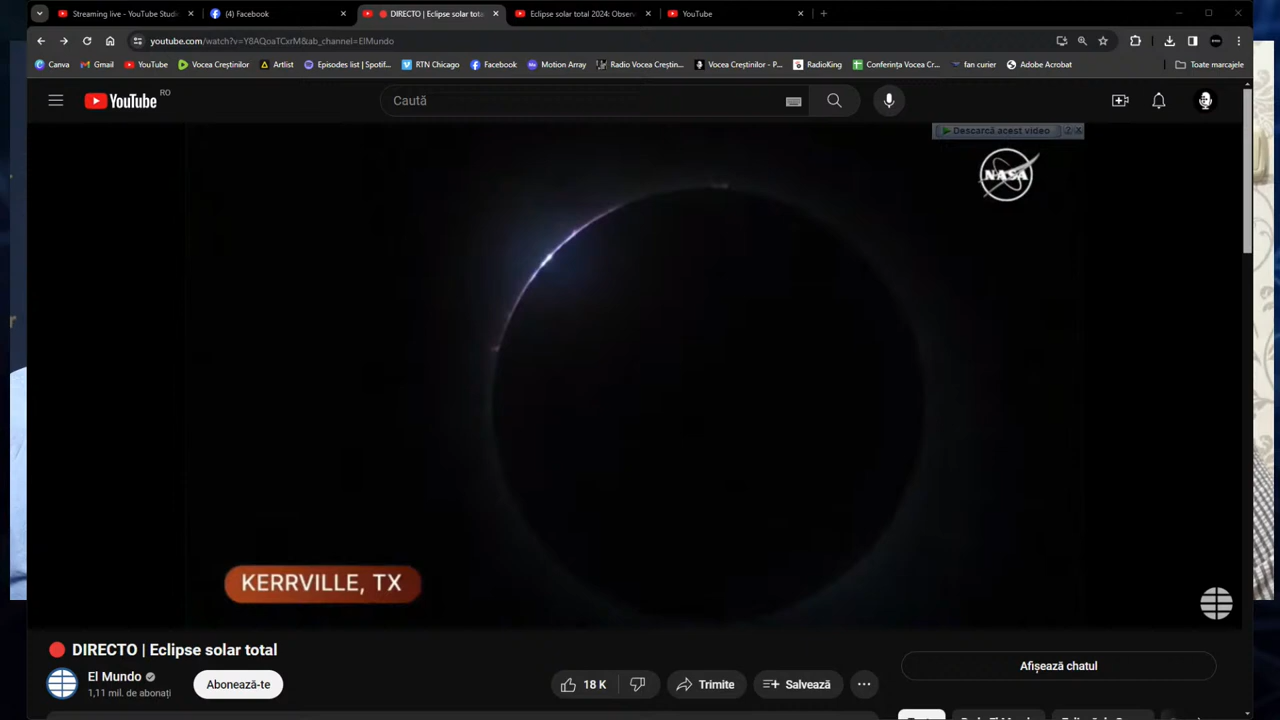 Streaming live - YouTube Studi
(4) Facebook
DIRECTO | Eclipse solar tota
Eclipse solar total 2024: Obser
YouTube
youtube.com/watch?v=Y8AQoaTCxrM&ab_channel=ElMundo
Canva
Gmail
YouTube
Vocea Creștinilor
Artlist
Episodes list | Spotif...
RTN Chicago
Facebook
Motion Array
Radio Vocea Creștin...
Vocea Creștinilor - P...
RadioKing
Conferința Vocea Cr...
fan curier
Adobe Acrobat
Toate marcajele
YouTube RO
Caută
Descarcă acest video ? X
NASA
KERRVILLE, TX
DIRECTO | Eclipse solar total
El Mundo
1,11 mil. de abonați
Abonează-te
18 K
Trimite
Salvează
Afișează chatul